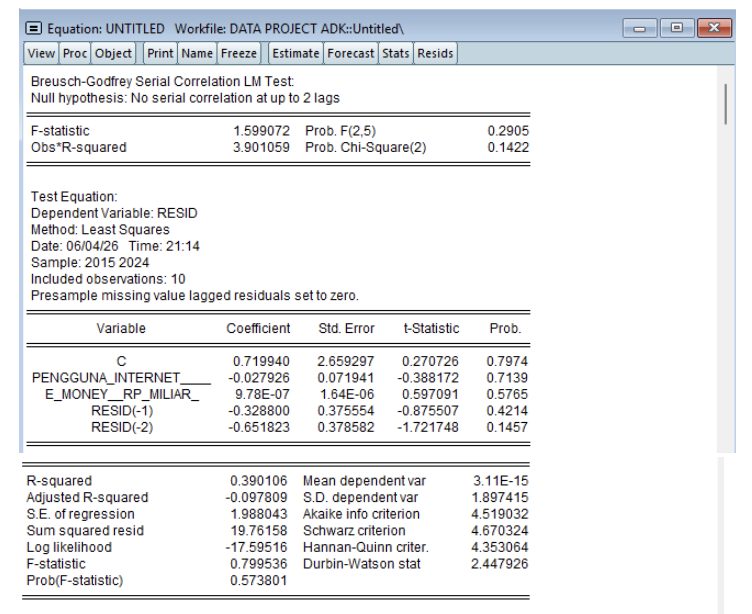 Equation: UNTITLED Workfile: DATA PROJECT ADK::Untitled\
View Proc Object Print Name Freeze Estimate Forecast Stats Resids
Breusch-Godfrey Serial Correlation LM Test:
Null hypothesis: No serial correlation at up to 2 lags
F-statistic 1.599072 Prob. F(2,5) 0.2905
Obs*R-squared 3.901059 Prob. Chi-Square(2) 0.1422
Test Equation:
Dependent Variable: RESID
Method: Least Squares
Date: 06/04/26 Time: 21:14
Sample: 2015 2024
Included observations: 10
Presample missing value lagged residuals set to zero.
Variable Coefficient Std. Error t-Statistic Prob.
C 0.719940 2.659297 0.270726 0.7974
PENGGUNA_INTERNET____ -0.027926 0.071941 -0.388172 0.7139
E_MONEY__RP_MILIAR_ 9.78E-07 1.64E-06 0.597091 0.5765
RESID(-1) -0.328800 0.375554 -0.875507 0.4214
RESID(-2) -0.651823 0.378582 -1.721748 0.1457
R-squared 0.390106 Mean dependent var 3.11E-15
Adjusted R-squared -0.097809 S.D. dependent var 1.897415
S.E. of regression 1.988043 Akaike info criterion 4.519032
Sum squared resid 19.76158 Schwarz criterion 4.670324
Log likelihood -17.59516 Hannan-Quinn criter. 4.353064
F-statistic 0.799536 Durbin-Watson stat 2.447926
Prob(F-statistic) 0.573801